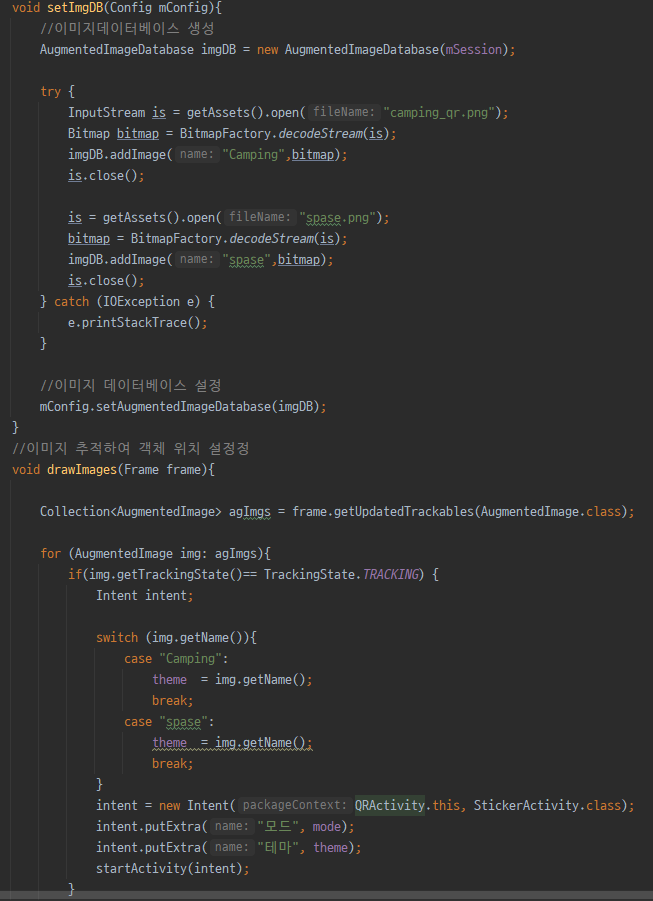 void setImgDB(Config mConfig){
//이미지데이터베이스 생성
AugmentedImageDatabase imgDB = new AugmentedImageDatabase(mSession);
try {
InputStream is = getAssets().open( fileName: "camping_qr.png");
Bitmap bitmap = BitmapFactory.decodeStream(is);
imgDB.addImage( name: "Camping",bitmap);
is.close();
is = getAssets().open( fileName: "spase.png");
bitmap = BitmapFactory.decodeStream(is);
imgDB.addImage( name: "spase",bitmap);
is.close();
} catch (IOException e) {
e.printStackTrace();
}
//이미지 데이터베이스 설정
mConfig.setAugmentedImageDatabase(imgDB);
}
//이미지 추적하여 객체 위치 설정정
void drawImages(Frame frame){
Collection<AugmentedImage> agImgs = frame.getUpdatedTrackables(AugmentedImage.class);
for (AugmentedImage img: agImgs){
if(img.getTrackingState()== TrackingState.TRACKING) {
Intent intent;
switch (img.getName()){
case "Camping":
theme  = img.getName();
break;
case "spase":
theme  = img.getName();
break;
}
intent = new Intent( packageContext: QRActivity.this, StickerActivity.class);
intent.putExtra( name: "모드", mode);
intent.putExtra( name: "테마", theme);
startActivity(intent);
}